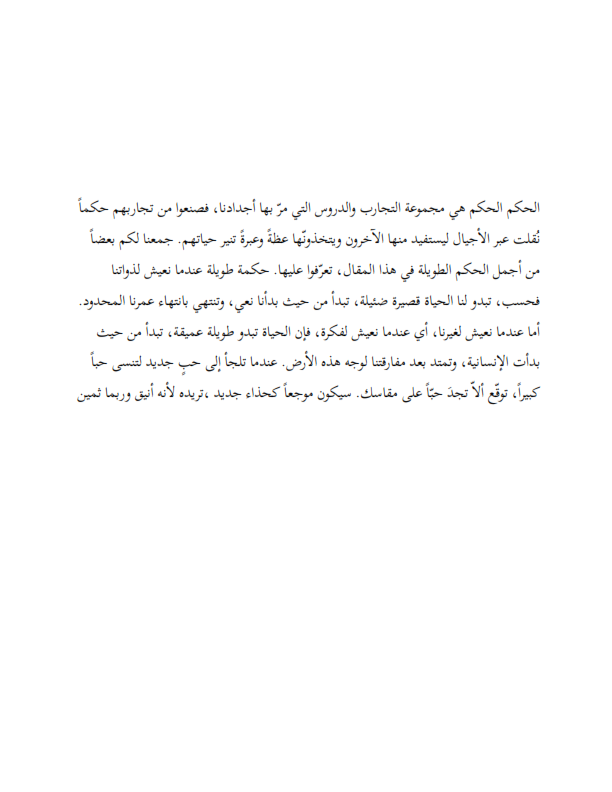 الحكم الحكم هي مجموعة التجارب والدروس التي مرّ بها أجدادنا، فصنعوا من تجاربهم حكماً
نُقلت عبر الأجيال ليستفيد منها الآخرون ويتخذونّها عظةً وعبرةً تنير حياتهم. جمعنا لكم بعضاً
من أجمل الحكم الطويلة في هذا المقال، تعرّفوا عليها. حكمة طويلة عندما نعيش لذواتنا
فحسب، تبدو لنا الحياة قصيرة ضئيلة، تبدأ من حيث بدأنا نعي، وتنتهي بانتهاء عمرنا المحدود.
أما عندما نعيش لغيرنا، أي عندما نعيش لفكرة، فإن الحياة تبدو طويلة عميقة، تبدأ من حيث
بدأت الإنسانية، وتمتد بعد مفارقتنا لوجه هذه الأرض. عندما تلجأ إلى حبٍ جديد لتنسى حباً
كبيراً، توقّع ألاّ تجدَ حبّاً على مقاسك. سيكون موجعاً كحذاء جديد ،تريده لأنه أنيق وربما ثمين